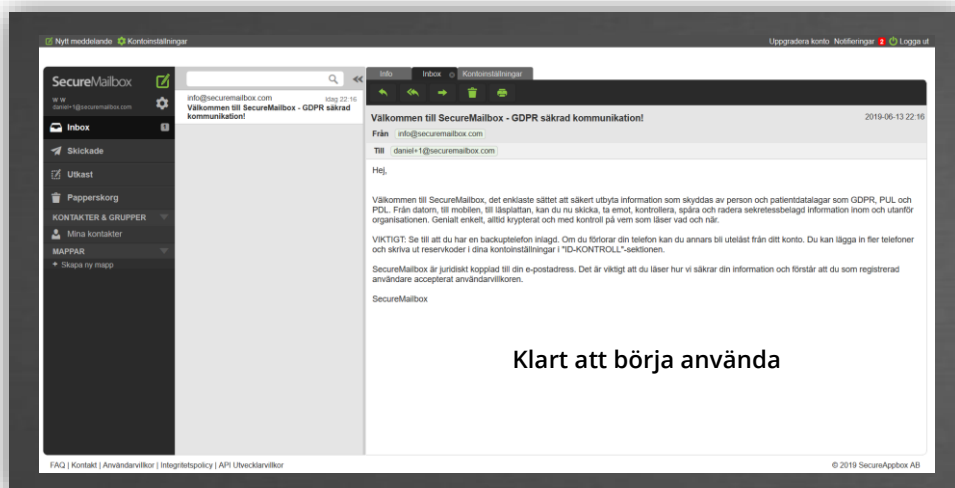 Nytt meddelande Kontoinställningar
Uppgradera konto Notifieringar 2 Logga ut
SecureMailbox
W W
daniel+1@securemailbox.com
Inbox 1
Skickade
Utkast
Papperskorg
KONTAKTER & GRUPPER
Mina kontakter
MAPPAR
+ Skapa ny mapp
info@securemailbox.com Idag 22:16
Välkommen till SecureMailbox - GDPR säkrad
kommunikation!
Info Inbox Kontoinställningar
Välkommen till SecureMailbox - GDPR säkrad kommunikation! 2019-06-13 22:16
Från info@securemailbox.com
Till daniel+1@securemailbox.com
Hej,
Välkommen till SecureMailbox, det enklaste sättet att säkert utbyta information som skyddas av person och patientdatalagar som GDPR, PUL och
PDL. Från datorn, till mobilen, till läsplattan, kan du nu skicka, ta emot, kontrollera, spåra och radera sekretessbelagd information inom och utanför
organisationen. Genialt enkelt, alltid krypterat och med kontroll på vem som läser vad och när.
VIKTIGT: Se till att du har en backuptelefon inlagd. Om du förlorar din telefon kan du annars bli utelåst från ditt konto. Du kan lägga in fler telefoner
och skriva ut reservkoder i dina kontoinställningar i "ID-KONTROLL"-sektionen.
SecureMailbox är juridiskt kopplad till din e-postadress. Det är viktigt att du läser hur vi säkrar din information och förstår att du som registrerad
användare accepterat användarvillkoren.
SecureMailbox
Klart att börja använda
FAQ | Kontakt | Användarvillkor | Integritetspolicy | API Utvecklarvillkor
© 2019 SecureAppbox AB